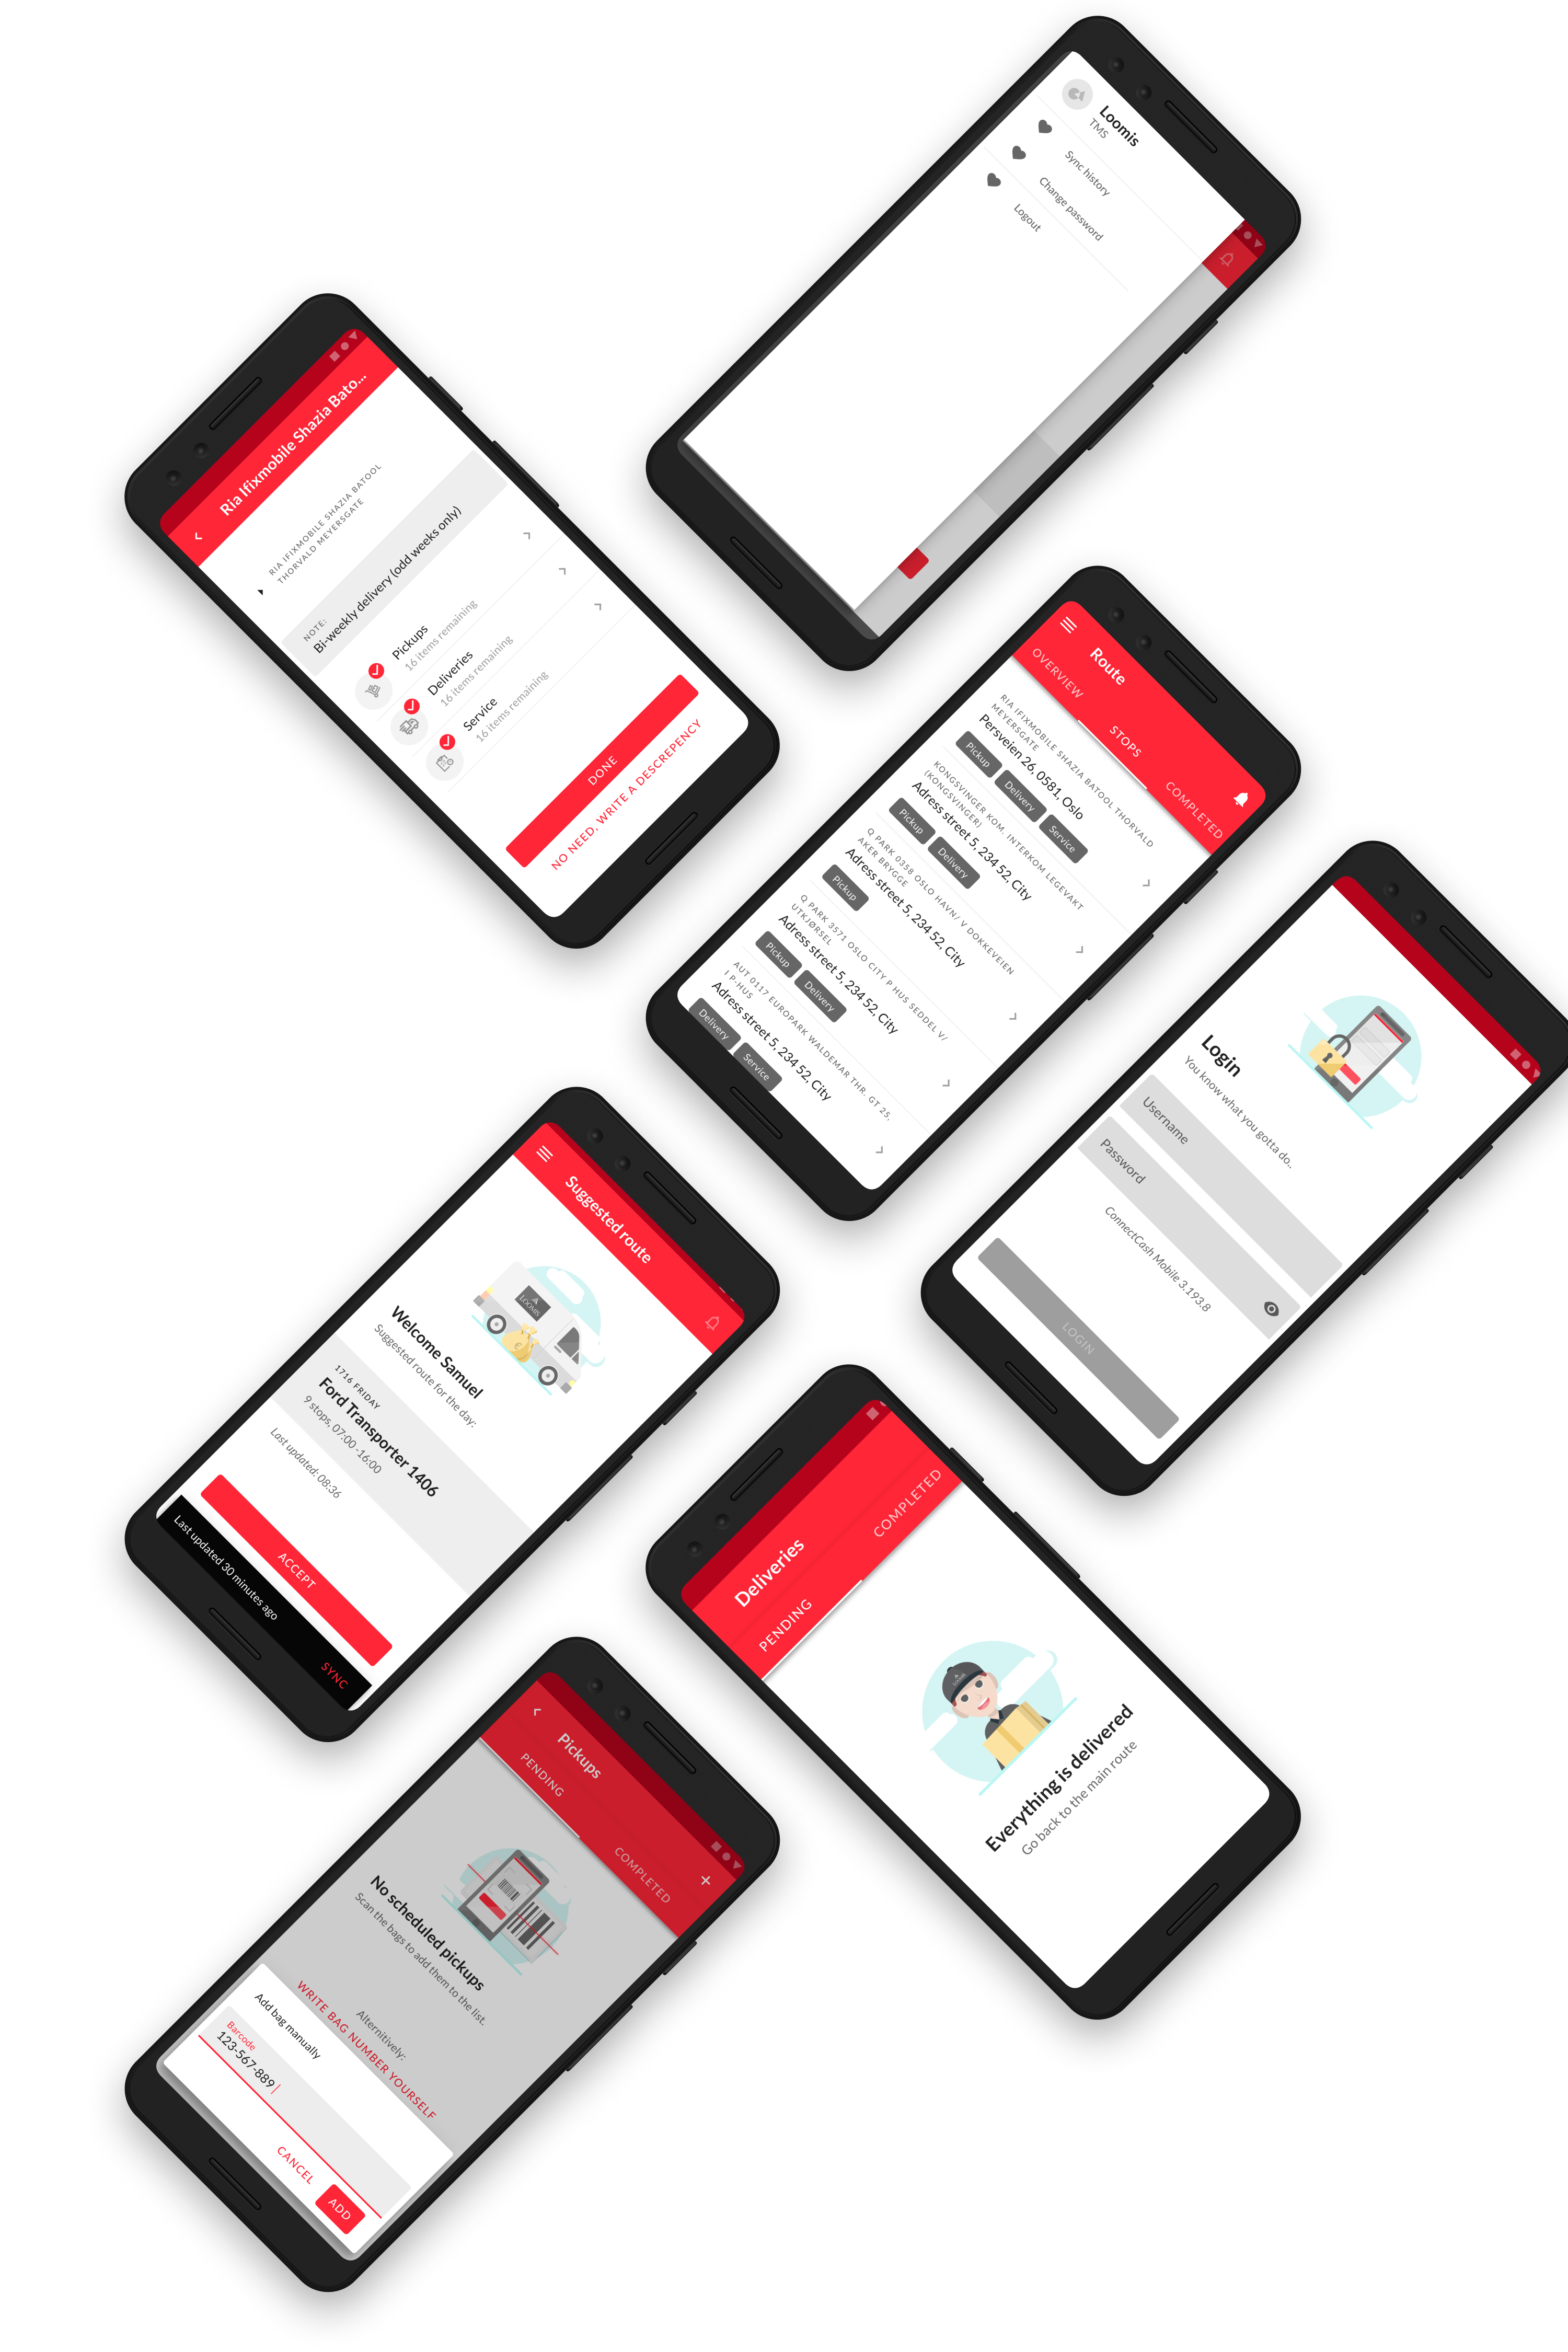 Loomis
TMS
Sync history
Change password
Logout
Ria Ifixmobile Shazia Bato...
RIA IFIXMOBILE SHAZIA BATOOL
THORVALD MEYERSGATE
NOTE:
Bi-weekly delivery (odd weeks only)
Pickups
16 items remaining
Deliveries
16 items remaining
Service
16 items remaining
DONE
NO NEED, WRITE A DESCREPENCY
Route
OVERVIEW
STOPS
COMPLETED
RIA IFIXMOBILE SHAZIA BATOOL THORVALD
MEYERSGATE
Persveien 26, 0581, Oslo
Pickup
Delivery
Service
KONGSVINGER KOM. INTERKOM LEGEVAKT
(KONGSVINGER)
Adress street 5, 234 52, City
Pickup
Delivery
Q PARK 0358 OSLO HAVN/ V DOKKEVEIEN
AKER BRYGGE
Adress street 5, 234 52, City
Pickup
Q PARK 3571 OSLO CITY P HUS SEDDEL V/
UTKJØRSEL
Adress street 5, 234 52, City
Pickup
Delivery
AUT 0117 EUROPARK WALDEMAR THR. GT 25,
I P-HUS
Adress street 5, 234 52, City
Delivery
Service
Login
You know what you gotta do..
Username
Password
ConnectCash Mobile 3.193.8
LOGIN
Suggested route
LOOMIS
Welcome Samuel
Suggested route for the day:
1716 FRIDAY
Ford Transporter 1406
9 stops, 07:00 -16:00
Last updated: 08:36
ACCEPT
Last updated 30 minutes ago
SYNC
Deliveries
PENDING
COMPLETED
LOOMIS
Everything is delivered
Go back to the main route
Pickups
PENDING
COMPLETED
No scheduled pickups
Scan the bags to add them to the list.
Alternitively:
WRITE BAG NUMBER YOURSELF
Add bag manually
Barcode
123-567-889
CANCEL
ADD